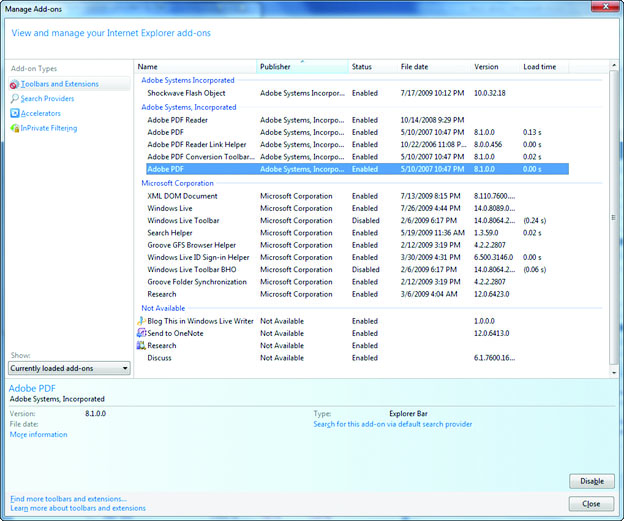 Manage Add-ons
View and manage your Internet Explorer add-ons
Add-on Types
Toolbars and Extensions
Search Providers
Accelerators
InPrivate Filtering
Name Publisher Status File date Version Load time
Adobe Systems Incorporated
Shockwave Flash Object Adobe Systems Incorpor... Enabled 7/17/2009 10:12 PM 10.0.32.18
Adobe Systems, Incorporated
Adobe PDF Reader Adobe Systems, Incorpo... Enabled 10/14/2008 9:29 PM
Adobe PDF Adobe Systems, Incorpo... Enabled 5/10/2007 10:47 PM 8.1.0.0 0.13 s
Adobe PDF Reader Link Helper Adobe Systems, Incorpo... Enabled 10/22/2006 11:08 P... 8.0.0.456 0.00 s
Adobe PDF Conversion Toolbar... Adobe Systems, Incorpo... Enabled 5/10/2007 10:47 PM 8.1.0.0 0.02 s
Adobe PDF Adobe Systems, Incorpo... Enabled 5/10/2007 10:47 PM 8.1.0.0 0.00 s
Microsoft Corporation
XML DOM Document Microsoft Corporation Enabled 7/13/2009 8:15 PM 8.110.7600....
Windows Live Microsoft Corporation Enabled 7/26/2009 4:44 PM 14.0.8089.0...
Windows Live Toolbar Microsoft Corporation Disabled 2/6/2009 6:17 PM 14.0.8064.2... (0.24 s)
Search Helper Microsoft Corporation Enabled 5/19/2009 11:36 AM 1.3.59.0 0.02 s
Groove GFS Browser Helper Microsoft Corporation Enabled 2/12/2009 3:19 PM 4.2.2.2807
Windows Live ID Sign-in Helper Microsoft Corporation Enabled 3/30/2009 4:31 PM 6.500.3146.0 0.00 s
Windows Live Toolbar BHO Microsoft Corporation Disabled 2/6/2009 6:17 PM 14.0.8064.2... (0.06 s)
Groove Folder Synchronization Microsoft Corporation Enabled 2/12/2009 3:19 PM 4.2.2.2807
Research Microsoft Corporation Enabled 3/6/2009 4:04 AM 12.0.6423.0
Not Available
Blog This in Windows Live Writer Not Available Enabled 1.0.0.0
Send to OneNote Not Available Enabled 12.0.6413.0
Research Not Available Enabled
Discuss Not Available Enabled 6.1.7600.16...
Show:
Currently loaded add-ons
Adobe PDF
Adobe Systems, Incorporated
Version: 8.1.0.0 Type: Explorer Bar
File date: Search for this add-on via default search provider
More information
Disable
Find more toolbars and extensions...
Learn more about toolbars and extensions
Close